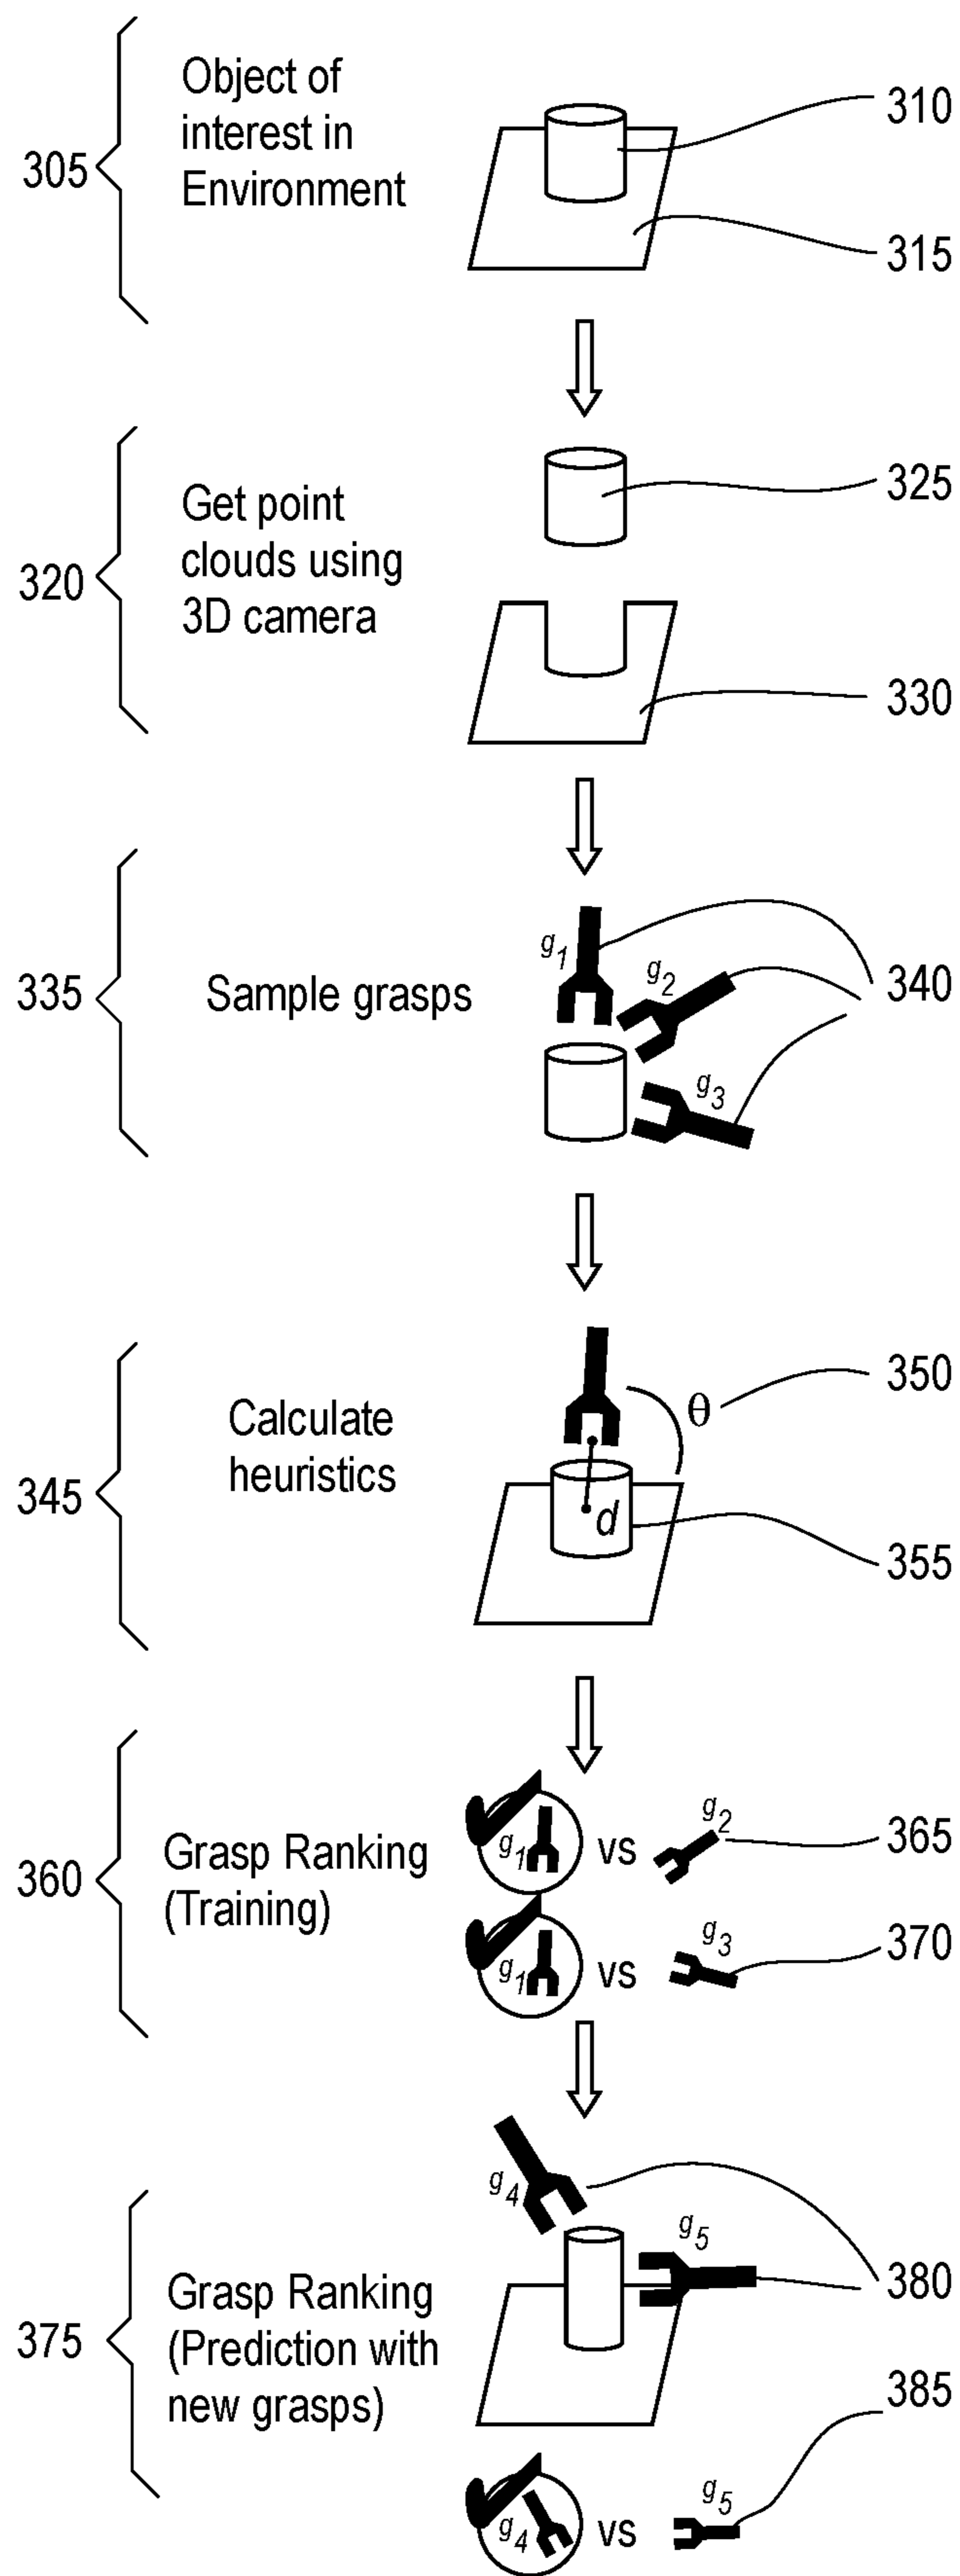 305
Object of
interest in
Environment
310
315
320
Get point
clouds using
3D camera
325
330
335
Sample grasps
g1
g2
g3
340
345
Calculate
heuristics
θ
d
350
355
360
Grasp Ranking
(Training)
g1 vs g2
365
g1 vs g3
370
375
Grasp Ranking
(Prediction with
new grasps)
g4
g5
380
385
g4 vs g5